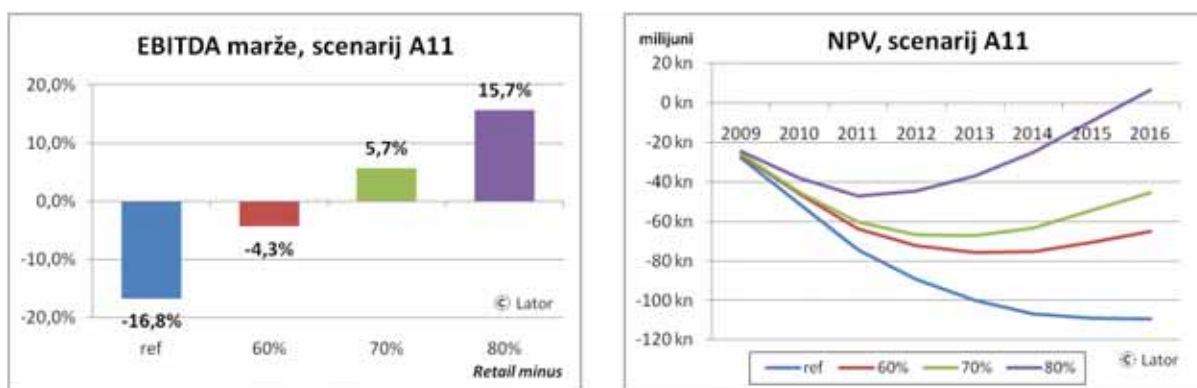 EBITDA marže, scenarij A11
20,0%
10,0%
0,0%
-10,0%
-20,0%
-16,8%
-4,3%
5,7%
15,7%
© Lator
ref 60% 70% 80%
Retail minus
milijuni
NPV, scenarij A11
20 kn
0 kn
-20 kn
-40 kn
-60 kn
-80 kn
-100 kn
-120 kn
2009 2010 2011 2012 2013 2014 2015 2016
ref 60% 70% 80%
© Lator